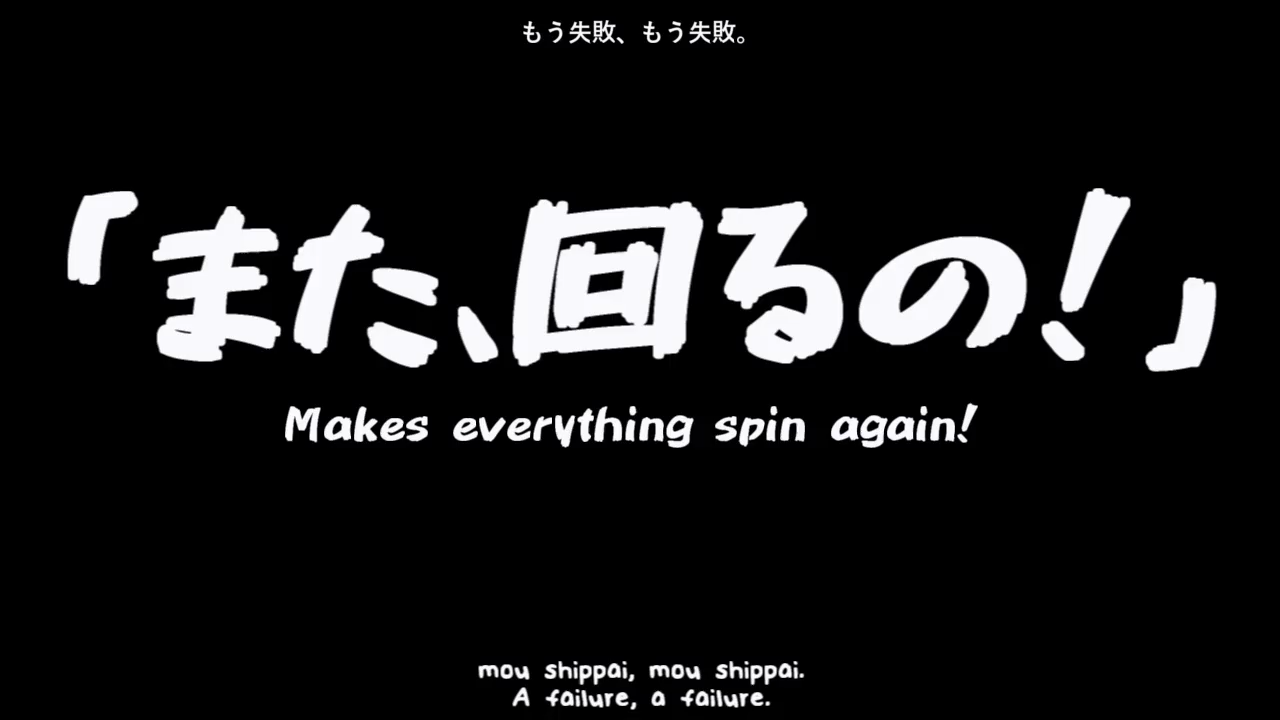 もう失敗、もう失敗。
「また、回るの!」
Makes everything spin again!
mou shippai, mou shippai.
A failure, a failure.